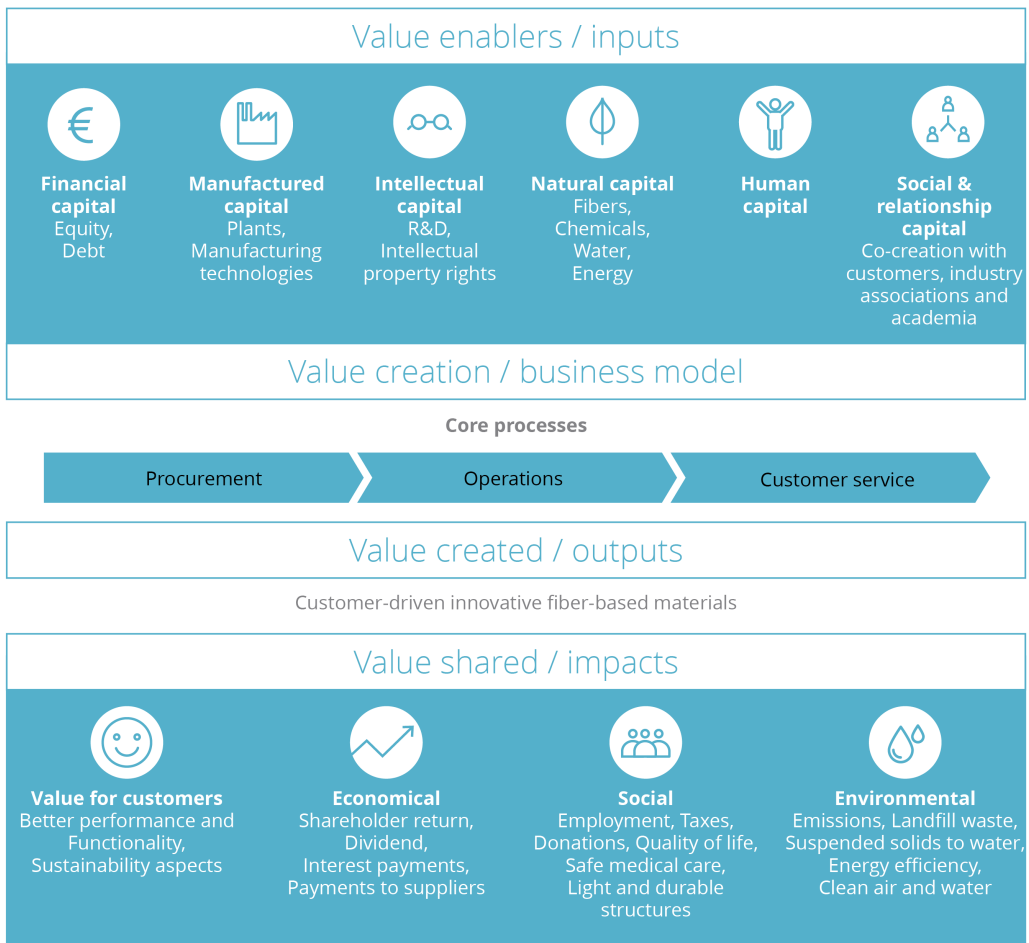 Value enablers / inputs
€
Financial
capital
Equity,
Debt
Manufactured
capital
Plants,
Manufacturing
technologies
Intellectual
capital
R&D,
Intellectual
property rights
Natural capital
Fibers,
Chemicals,
Water,
Energy
Human
capital
Social &
relationship
capital
Co-creation with
customers, industry
associations and
academia
Value creation / business model
Core processes
Procurement
Operations
Customer service
Value created / outputs
Customer-driven innovative fiber-based materials
Value shared / impacts
Value for customers
Better performance and
Functionality,
Sustainability aspects
Economical
Shareholder return,
Dividend,
Interest payments,
Payments to suppliers
Social
Employment, Taxes,
Donations, Quality of life,
Safe medical care,
Light and durable
structures
Environmental
Emissions, Landfill waste,
Suspended solids to water,
Energy efficiency,
Clean air and water